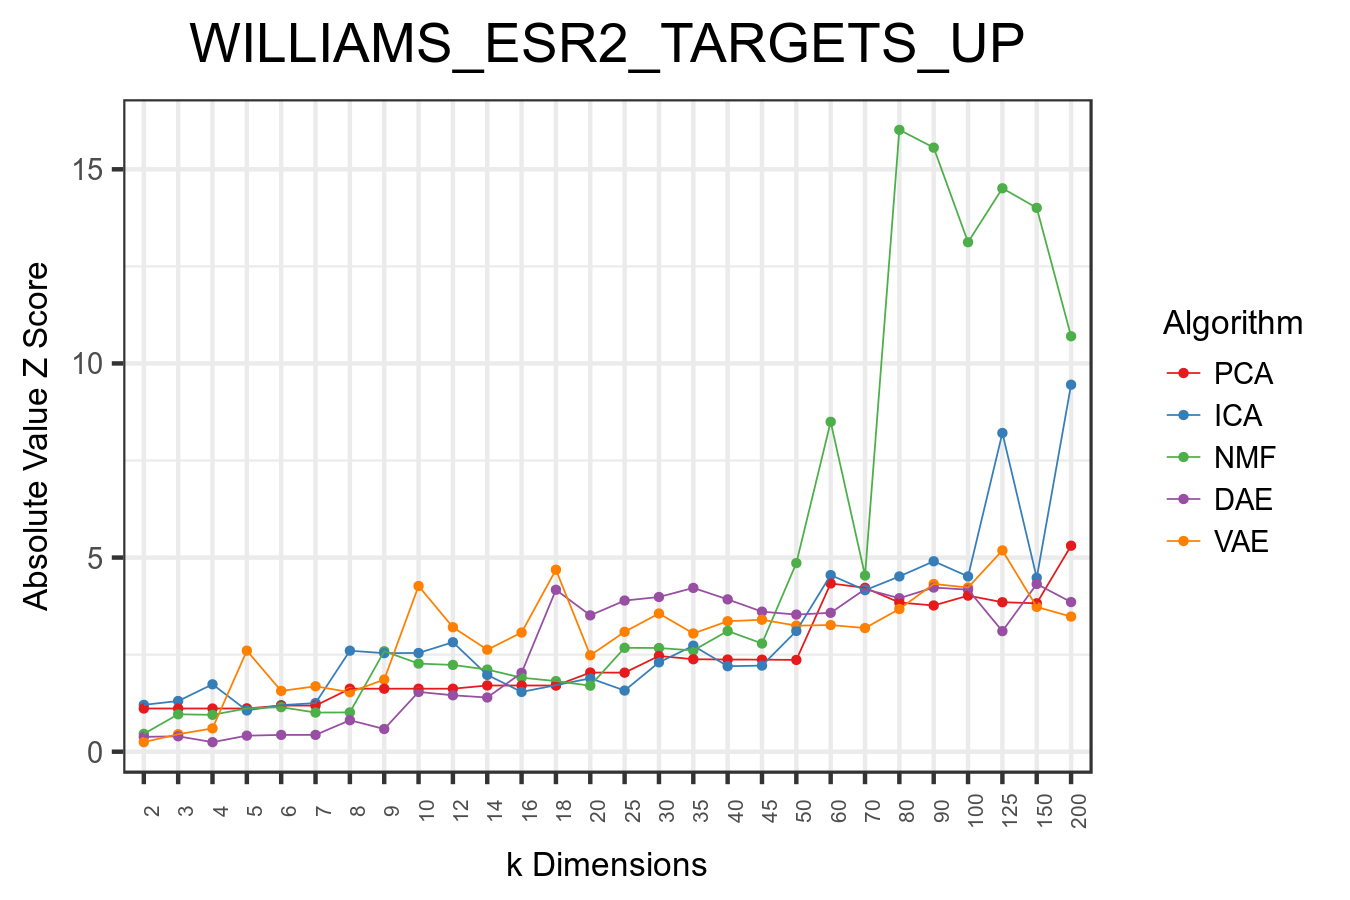 WILLIAMS_ESR2_TARGETS_UP
Absolute Value Z Score
15
10
5
0
2 3 4 5 6 7 8 9 10 12 14 16 18 20 25 30 35 40 45 50 60 70 80 90 100 125 150 200
k Dimensions
Algorithm
PCA
ICA
NMF
DAE
VAE